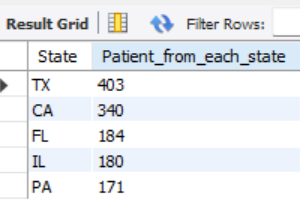 Result Grid Filter Rows:
State Patient_from_each_state
TX 403
CA 340
FL 184
IL 180
PA 171